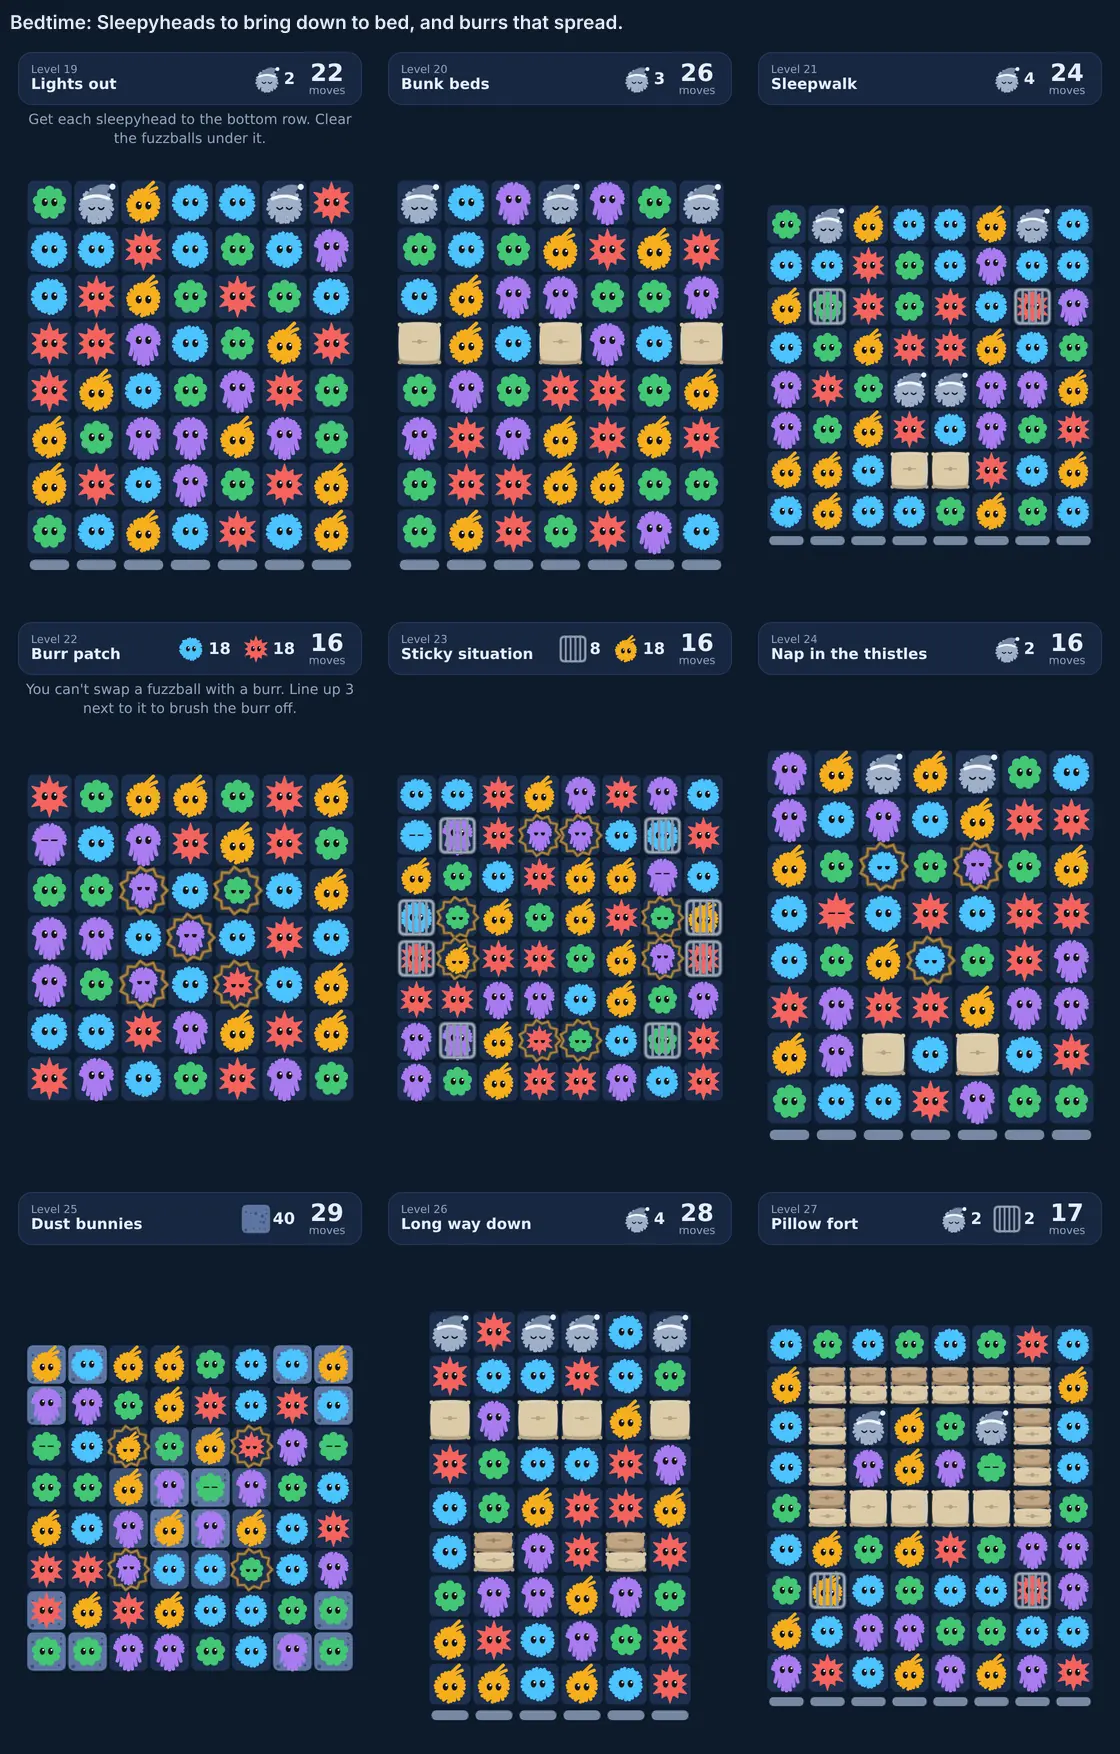 Bedtime: Sleepyheads to bring down to bed, and burrs that spread.
Level 19
Lights out
2
22
moves
Get each sleepyhead to the bottom row. Clear
the fuzzballs under it.
Level 20
Bunk beds
3
26
moves
Level 21
Sleepwalk
4
24
moves
Level 22
Burr patch
18
18
16
moves
You can't swap a fuzzball with a burr. Line up 3
next to it to brush the burr off.
Level 23
Sticky situation
8
18
16
moves
Level 24
Nap in the thistles
2
16
moves
Level 25
Dust bunnies
40
29
moves
Level 26
Long way down
4
28
moves
Level 27
Pillow fort
2
2
17
moves